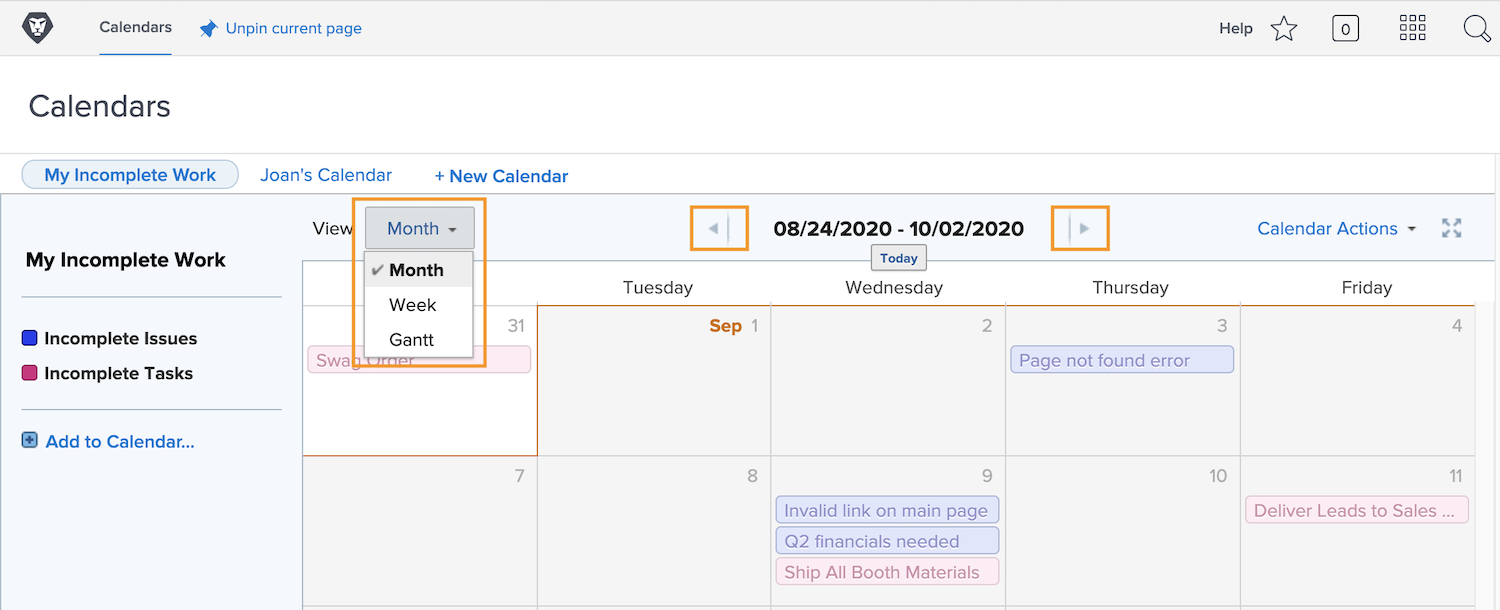 Calendars
Unpin current page
Help
0
Calendars
My Incomplete Work
Joan's Calendar
+ New Calendar
View
Month
08/24/2020 - 10/02/2020
Calendar Actions
Today
My Incomplete Work
✓ Month
Week
Gantt
Tuesday
Wednesday
Thursday
Friday
31
Sep 1
2
3
4
Incomplete Issues
Swag Order
Page not found error
Incomplete Tasks
Add to Calendar...
7
8
9
10
11
Invalid link on main page
Deliver Leads to Sales ...
Q2 financials needed
Ship All Booth Materials